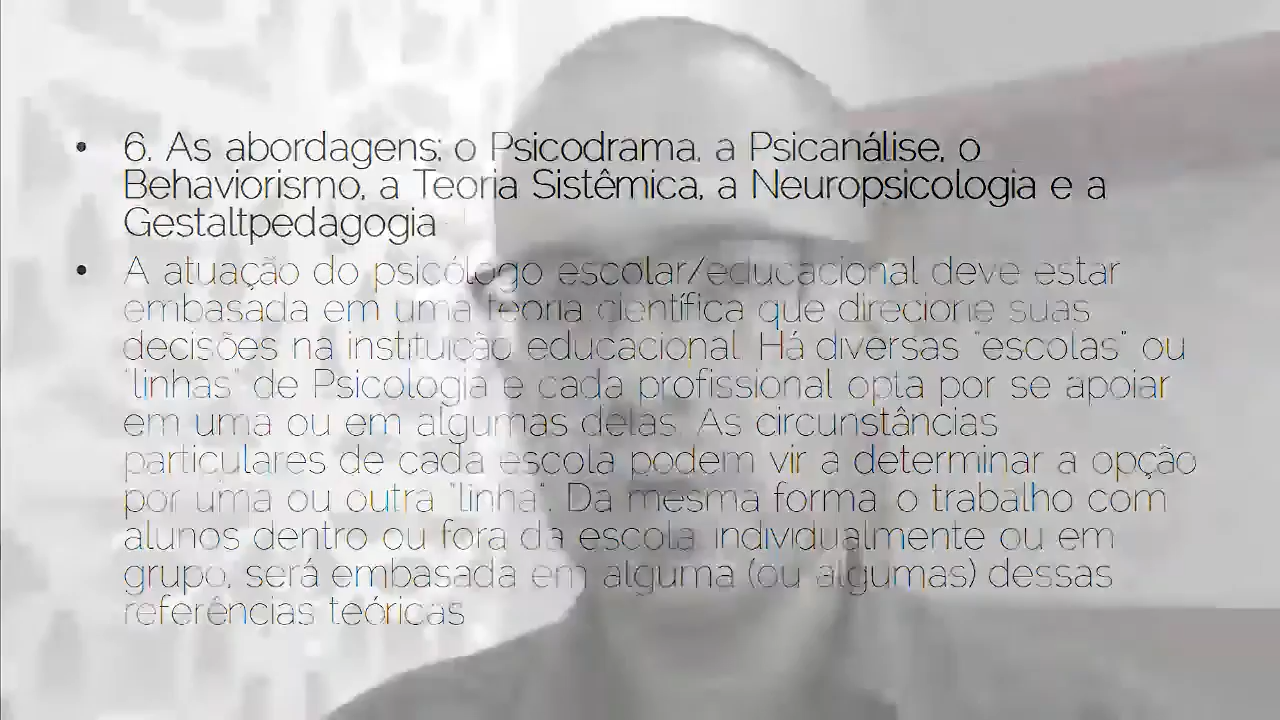 • 6. As abordagens: o Psicodrama, a Psicanálise, o
Behaviorismo, a Teoria Sistêmica, a Neuropsicologia e a
Gestaltpedagogia
• A atuação do psicólogo escolar/educacional deve estar
embasada em uma teoria científica que direcione suas
decisões na instituição educacional. Há diversas "escolas" ou
"linhas" de Psicologia e cada profissional opta por se apoiar
em uma ou em algumas delas. As circunstâncias
particulares de cada escola podem vir a determinar a opção
por uma ou outra "linha". Da mesma forma, o trabalho com
alunos dentro ou fora da escola, individualmente ou em
grupo, será embasada em alguma (ou algumas) dessas
referências teóricas